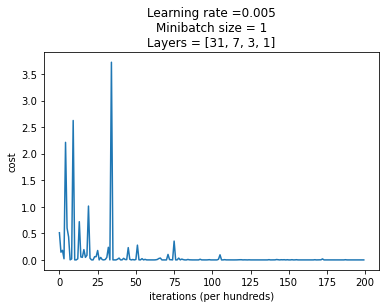 Learning rate =0.005
Minibatch size = 1
Layers = [31, 7, 3, 1]
3.5
3.0
2.5
2.0
1.5
1.0
0.5
0.0
cost
0 25 50 75 100 125 150 175 200
iterations (per hundreds)